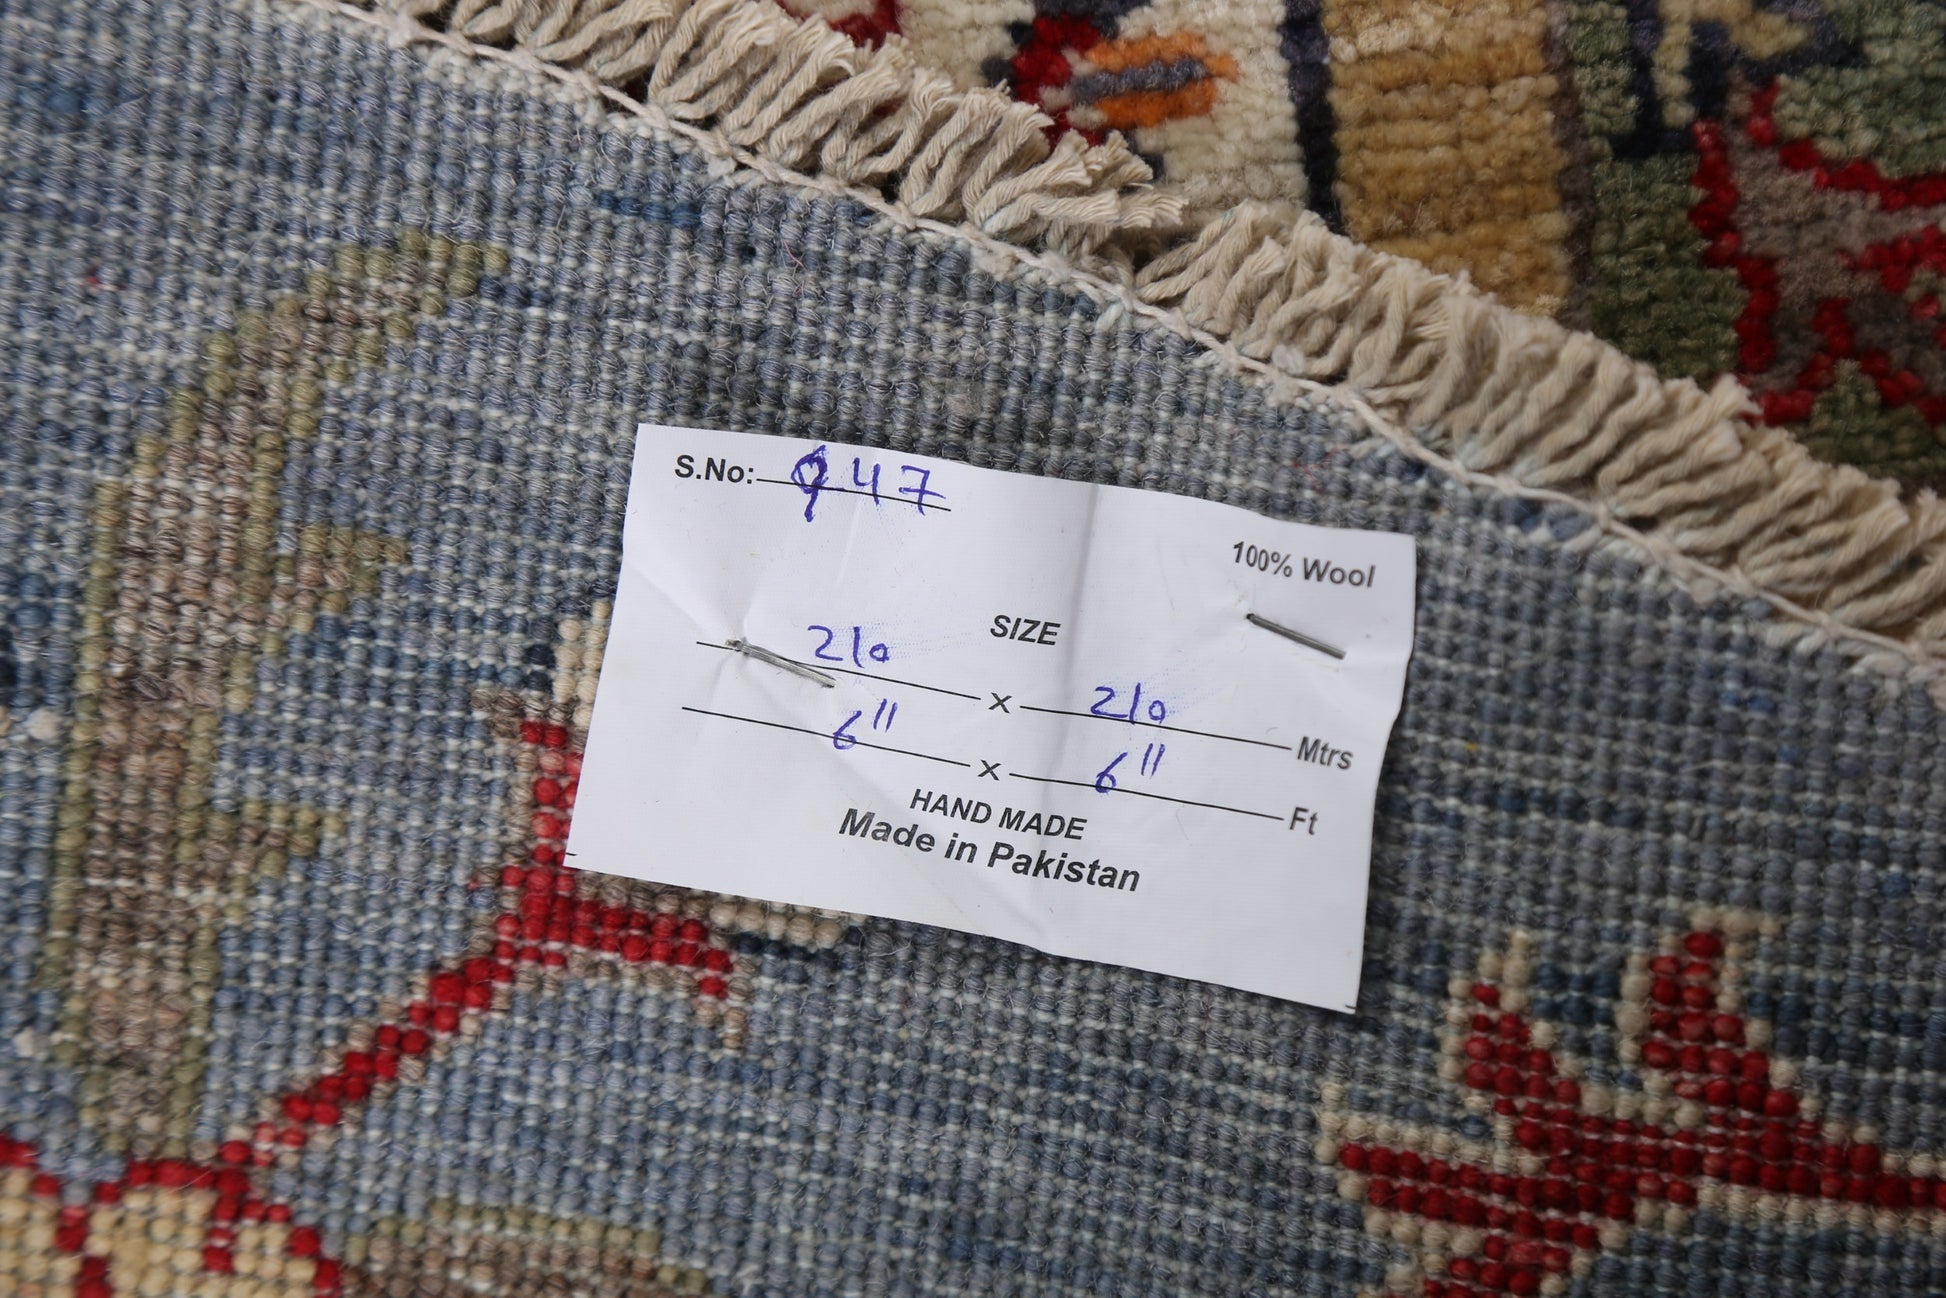 S.No: 947
100% Wool
SIZE
210 x 210 Mtrs
6" x 6" Ft
HAND MADE
Made in Pakistan